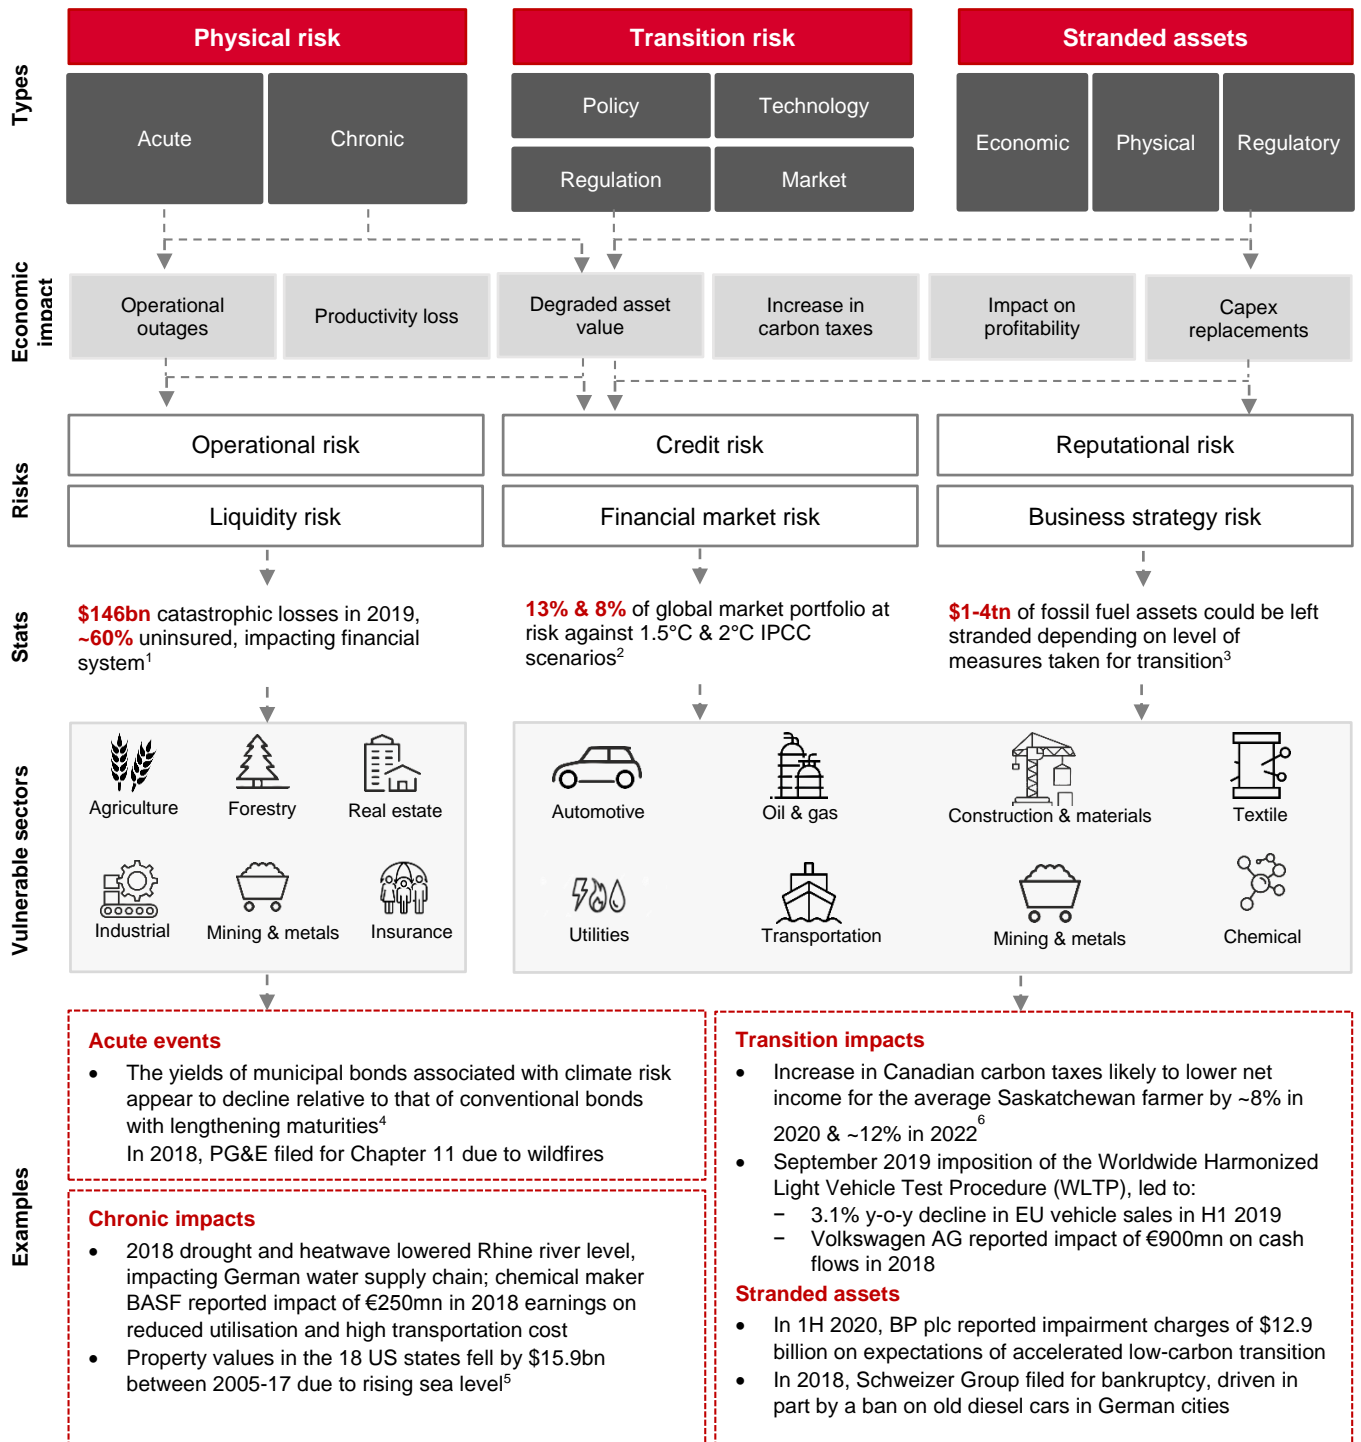 Physical risk
Transition risk
Stranded assets
Types
Acute
Chronic
Policy
Technology
Regulation
Market
Economic
Physical
Regulatory
Economic
impact
Operational
outages
Productivity loss
Degraded asset
value
Increase in
carbon taxes
Impact on
profitability
Capex
replacements
Risks
Operational risk
Credit risk
Reputational risk
Liquidity risk
Financial market risk
Business strategy risk
Stats
$146bn catastrophic losses in 2019,
~60% uninsured, impacting financial
system1
13% & 8% of global market portfolio at
risk against 1.5°C & 2°C IPCC
scenarios2
$1-4tn of fossil fuel assets could be left
stranded depending on level of
measures taken for transition3
Vulnerable sectors
Agriculture
Forestry
Real estate
Industrial
Mining & metals
Insurance
Automotive
Oil & gas
Construction & materials
Textile
Utilities
Transportation
Mining & metals
Chemical
Examples
Acute events
• The yields of municipal bonds associated with climate risk
appear to decline relative to that of conventional bonds
with lengthening maturities4
In 2018, PG&E filed for Chapter 11 due to wildfires
Chronic impacts
• 2018 drought and heatwave lowered Rhine river level,
impacting German water supply chain; chemical maker
BASF reported impact of €250mn in 2018 earnings on
reduced utilisation and high transportation cost
• Property values in the 18 US states fell by $15.9bn
between 2005-17 due to rising sea level5
Transition impacts
• Increase in Canadian carbon taxes likely to lower net
income for the average Saskatchewan farmer by ~8% in
2020 & ~12% in 20226
• September 2019 imposition of the Worldwide Harmonized
Light Vehicle Test Procedure (WLTP), led to:
− 3.1% y-o-y decline in EU vehicle sales in H1 2019
− Volkswagen AG reported impact of €900mn on cash
flows in 2018
Stranded assets
• In 1H 2020, BP plc reported impairment charges of $12.9
billion on expectations of accelerated low-carbon transition
• In 2018, Schweizer Group filed for bankruptcy, driven in
part by a ban on old diesel cars in German cities